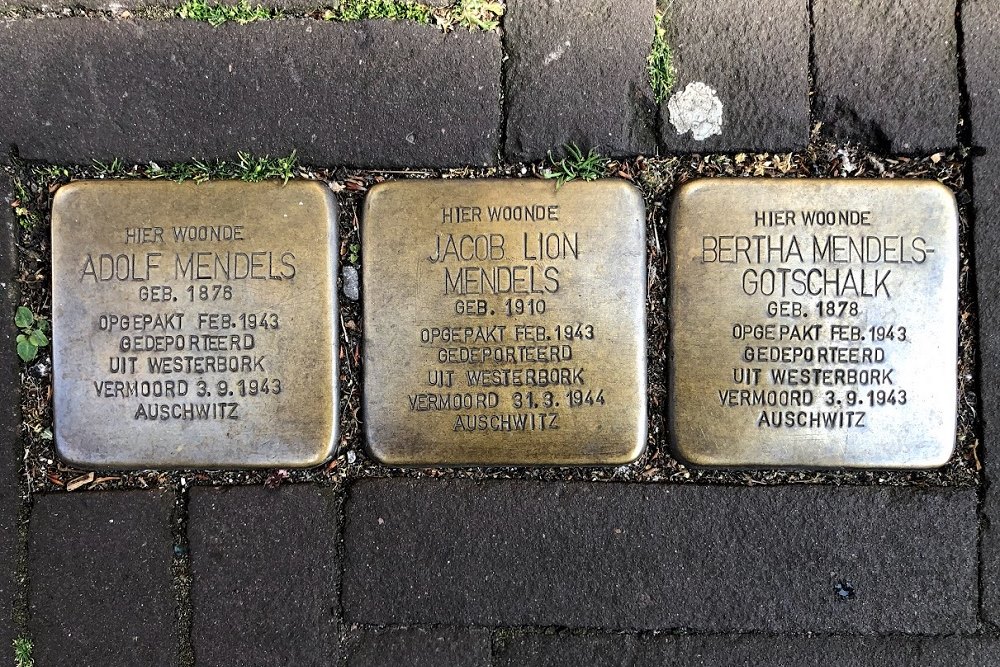 HIER WOONDE
ADOLF MENDELS
GEB. 1876
OPGEPAKT FEB. 1943
GEDEPORTEERD
UIT WESTERBORK
VERMOORD 3.9.1943
AUSCHWITZ
HIER WOONDE
JACOB LION
MENDELS
GEB. 1910
OPGEPAKT FEB. 1943
GEDEPORTEERD
UIT WESTERBORK
VERMOORD 31.3.1944
AUSCHWITZ
HIER WOONDE
BERTHA MENDELS-
GOTSCHALK
GEB. 1878
OPGEPAKT FEB. 1943
GEDEPORTEERD
UIT WESTERBORK
VERMOORD 3.9.1943
AUSCHWITZ